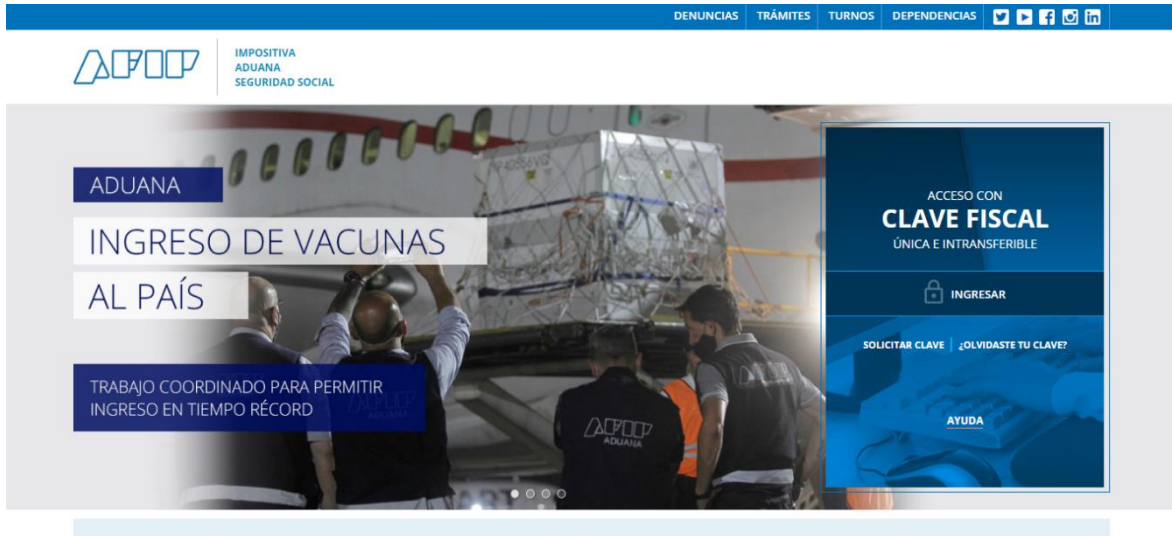 DENUNCIAS TRÁMITES TURNOS DEPENDENCIAS
AFIP
IMPOSITIVA
ADUANA
SEGURIDAD SOCIAL
ADUANA
INGRESO DE VACUNAS
AL PAÍS
TRABAJO COORDINADO PARA PERMITIR
INGRESO EN TIEMPO RÉCORD
AFIP
ADUANA
ACCESO CON
CLAVE FISCAL
ÚNICA E INTRANSFERIBLE
INGRESAR
SOLICITAR CLAVE | ¿OLVIDASTE TU CLAVE?
AYUDA